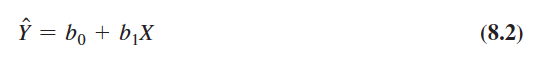 Ŷ = b₀ + b₁X (8.2)